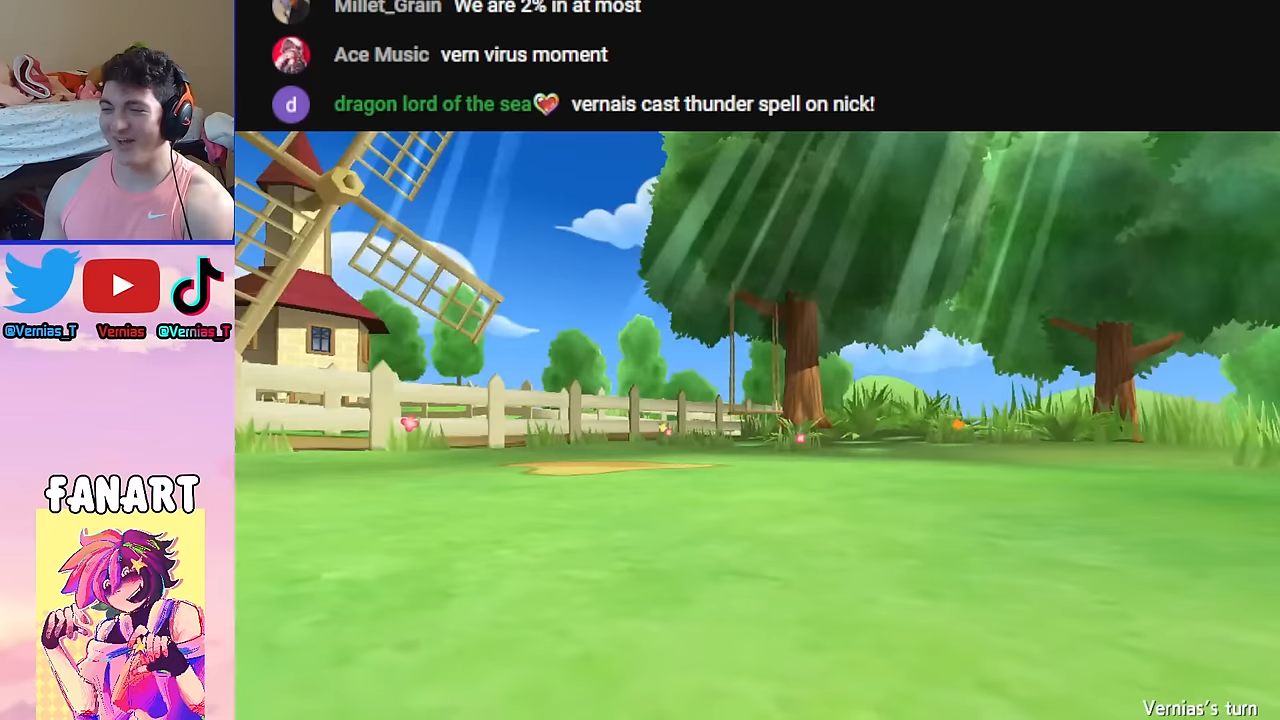 Millet_Grain We are 2% in at most
Ace Music vern virus moment
d dragon lord of the sea vernais cast thunder spell on nick!
@Vernias_T Vernias @Vernias_T
FANART
Vernias's turn